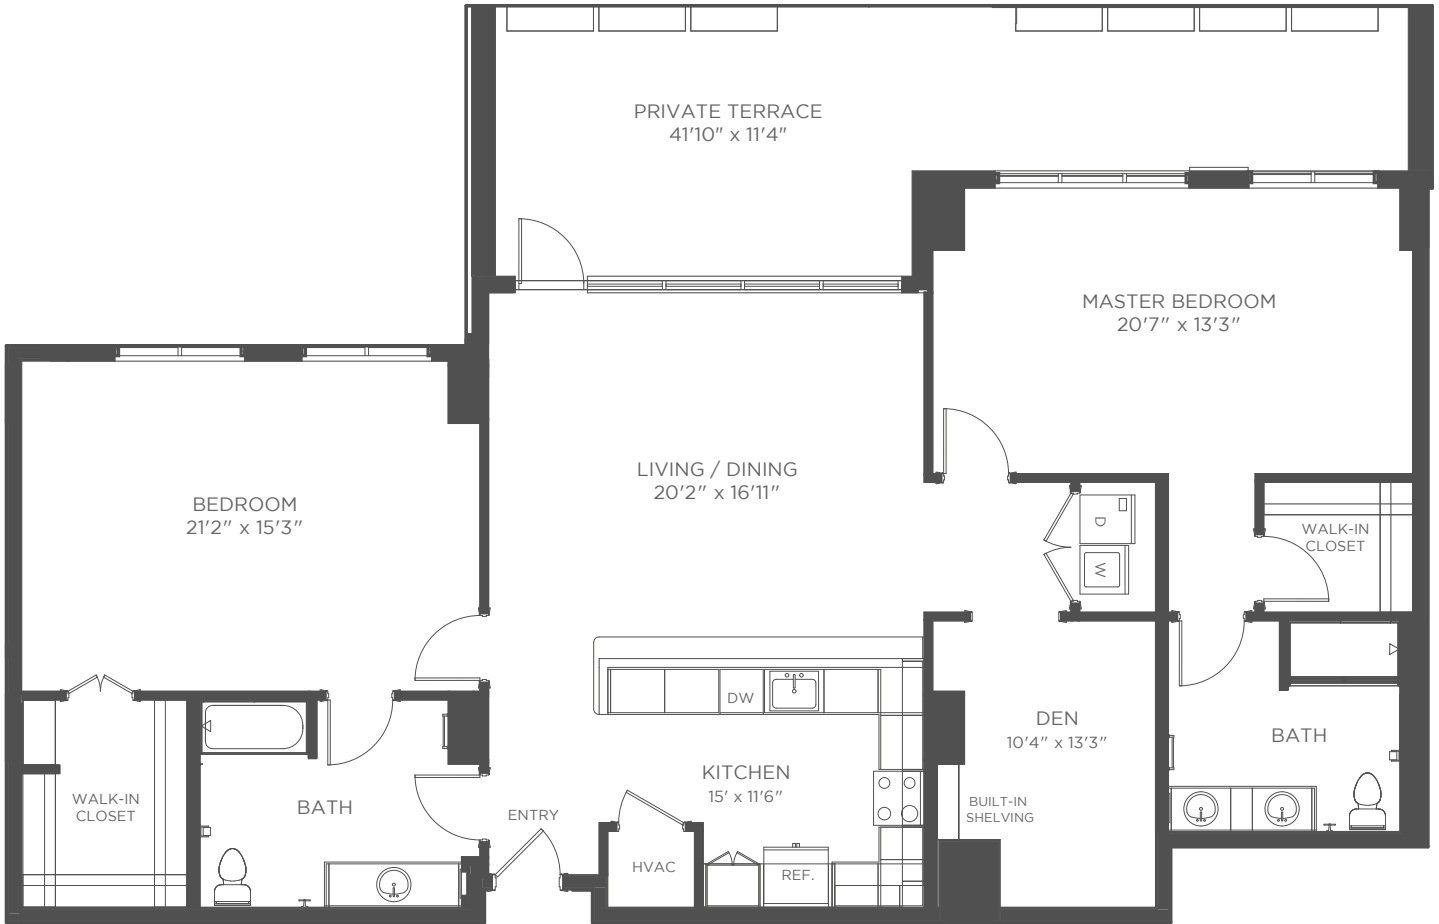 PRIVATE TERRACE
41'10" x 11'4"
MASTER BEDROOM
20'7" x 13'3"
LIVING / DINING
20'2" x 16'11"
BEDROOM
21'2" x 15'3"
D
W
WALK-IN
CLOSET
DW
DEN
10'4" x 13'3"
BATH
KITCHEN
15' x 11'6"
WALK-IN
CLOSET
BATH
ENTRY
BUILT-IN
SHELVING
HVAC
REF.